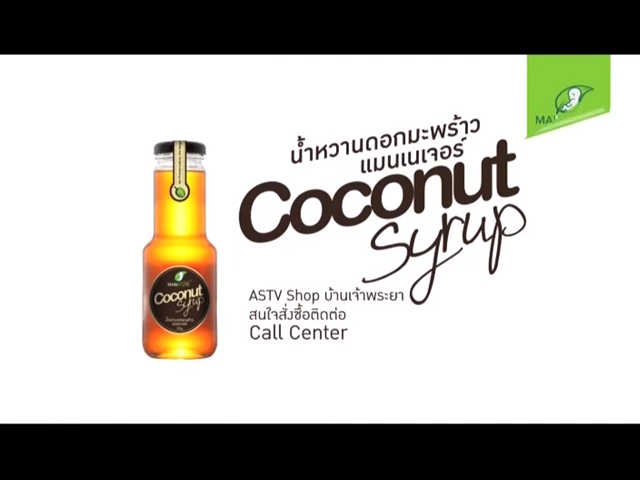 MA
น้ำหวานดอกมะพร้าว
แมนเนเจอร์
Coconut
Syrup
ASTV Shop บ้านเจ้าพระยา
สนใจสั่งซื้อติดต่อ
Call Center
Coconut
Syrup